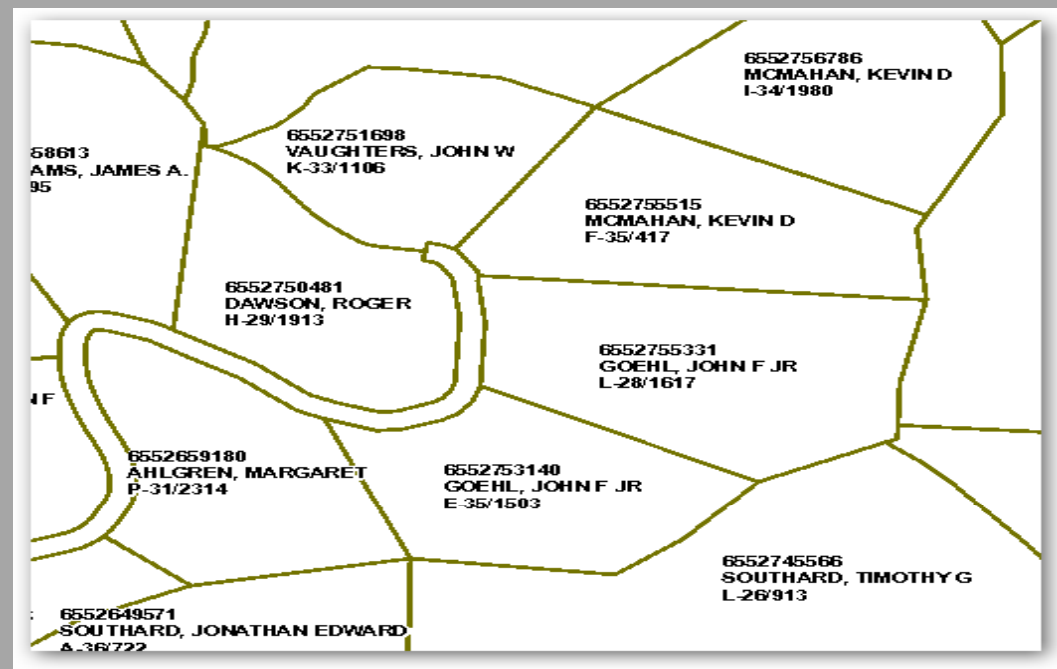 6552756786
MCMAHAN, KEVIN D
I-34/1980
6552751698
VAUGHTERS, JOHN W
K-33/1106
58613
AMS, JAMES A.
95
6552755515
MCMAHAN, KEVIN D
F-35/417
6552750481
DAWSON, ROGER
H-29/1913
6552755331
GOEHL, JOHN F JR
L-28/1617
N F
6552659180
AHLGREN, MARGARET
P-31/2314
6552753140
GOEHL, JOHN F JR
E-35/1503
6552745566
SOUTHARD, TIMOTHY G
L-26/913
6552649571
SOUTHARD, JONATHAN EDWARD
A-36/722